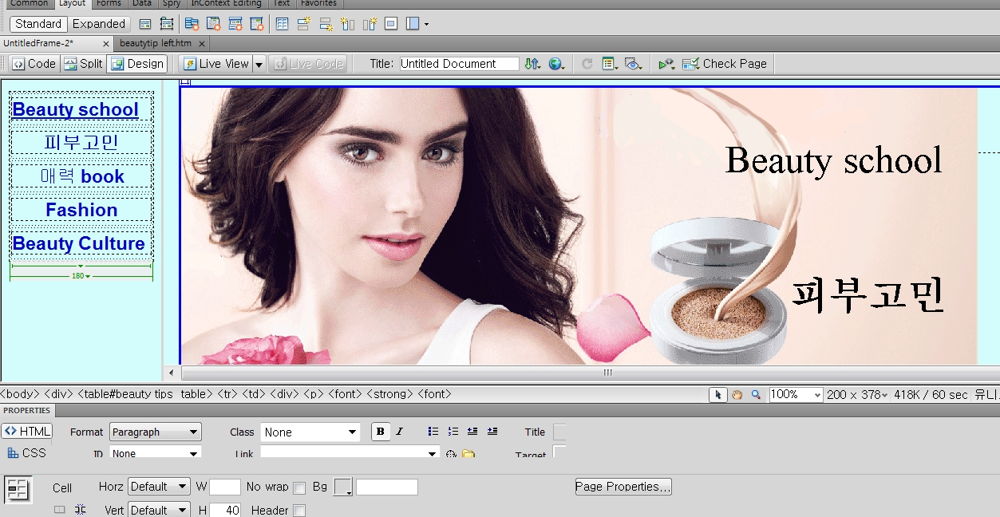 Common Layout Forms Data Spry InContext Editing Text Favorites
Standard Expanded
UntitledFrame-2* × beautytip left.htm ×
Code Split Design Live View Live Code Title: Untitled Document Check Page
Beauty school
피부고민
매력 book
Fashion
Beauty Culture
180
Beauty school
피부고민
<body> <div> <table#beauty tips table> <tr> <td> <div> <p> <font> <strong> <font>
100% 200 x 378 418K / 60 sec 유니
PROPERTIES
<> HTML Format Paragraph Class None B I Title
CSS ID None Link Target
Cell Horz Default W No wrap Bg Page Properties...
Vert Default H 40 Header